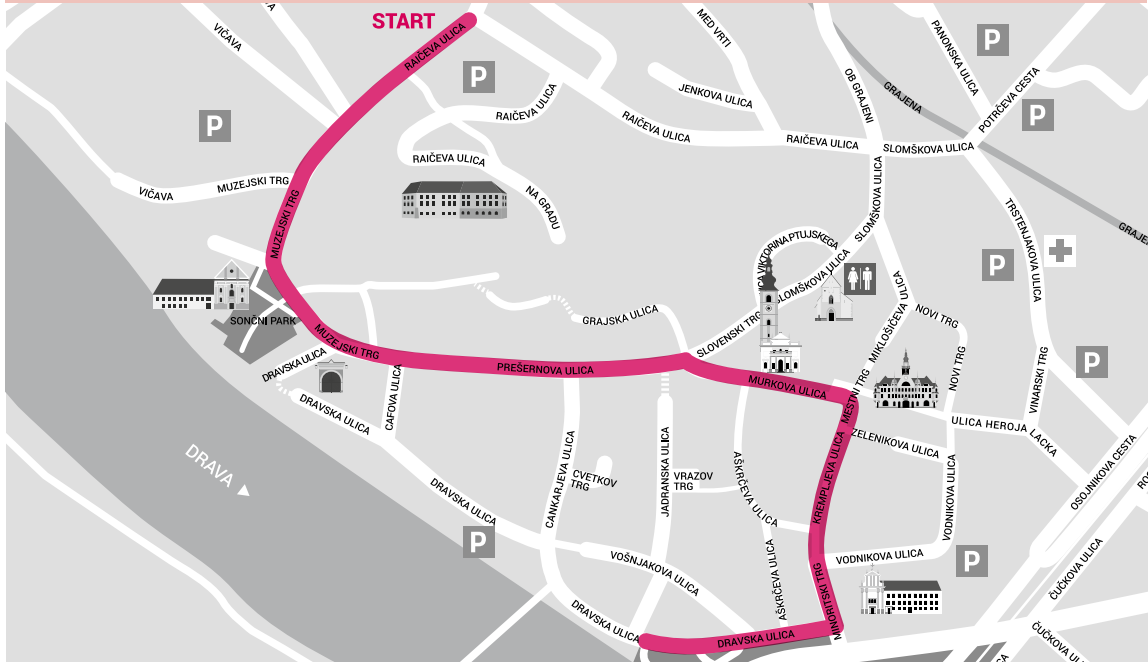 START
RAIČEVA ULICA
VIČAVA
MED VRTI
PANONSKA ULICA
P
P
OB GRAJENI
GRAJENA
POTRČEVA CESTA
JENKOVA ULICA
RAIČEVA ULICA
P
P
RAIČEVA ULICA
RAIČEVA ULICA
SLOMŠKOVA ULICA
RAIČEVA ULICA
VIČAVA
MUZEJSKI TRG
NA GRADU
MUZEJSKI TRG
SLOMŠKOVA ULICA
TRSTENJAKOVA ULICA
VIKTORINA PTUJSKEGA
P
SLOMŠKOVA ULICA
MIKLOŠIČEVA ULICA
NOVI TRG
SONČNI PARK
GRAJSKA ULICA
SLOVENSKI TRG
MUZEJSKI TRG
DRAVSKA ULICA
PREŠERNOVA ULICA
MURKOVA ULICA
MESTNI TRG
NOVI TRG
VINARSKI TRG
P
CAFOVA ULICA
DRAVSKA ULICA
ULICA HEROJA
LACKA
ZELENIKOVA ULICA
DRAVA
CVETKOV
TRG
VRAZOV
TRG
JADRANSKA ULICA
CANKARJEVA ULICA
AŠKRČEVA ULICA
KREMPLJEVA ULICA
VODNIKOVA ULICA
OSOJNIKOVA CESTA
DRAVSKA ULICA
P
VOŠNJAKOVA ULICA
AŠKRČEVA ULICA
VODNIKOVA ULICA
P
MINORITSKI TRG
ČUČKOVA ULICA
DRAVSKA ULICA
DRAVSKA ULICA